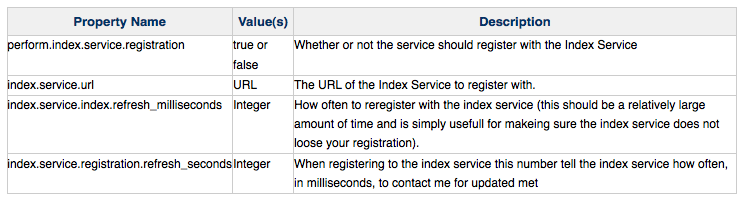 Property Name Value(s) Description
perform.index.service.registration true or Whether or not the service should register with the Index Service
false
index.service.url URL The URL of the Index Service to register with.
index.service.index.refresh_milliseconds Integer How often to reregister with the index service (this should be a relatively large
amount of time and is simply usefull for makeing sure the index service does not
loose your registration).
index.service.registration.refresh_seconds Integer When registering to the index service this number tell the index service how often,
in milliseconds, to contact me for updated met